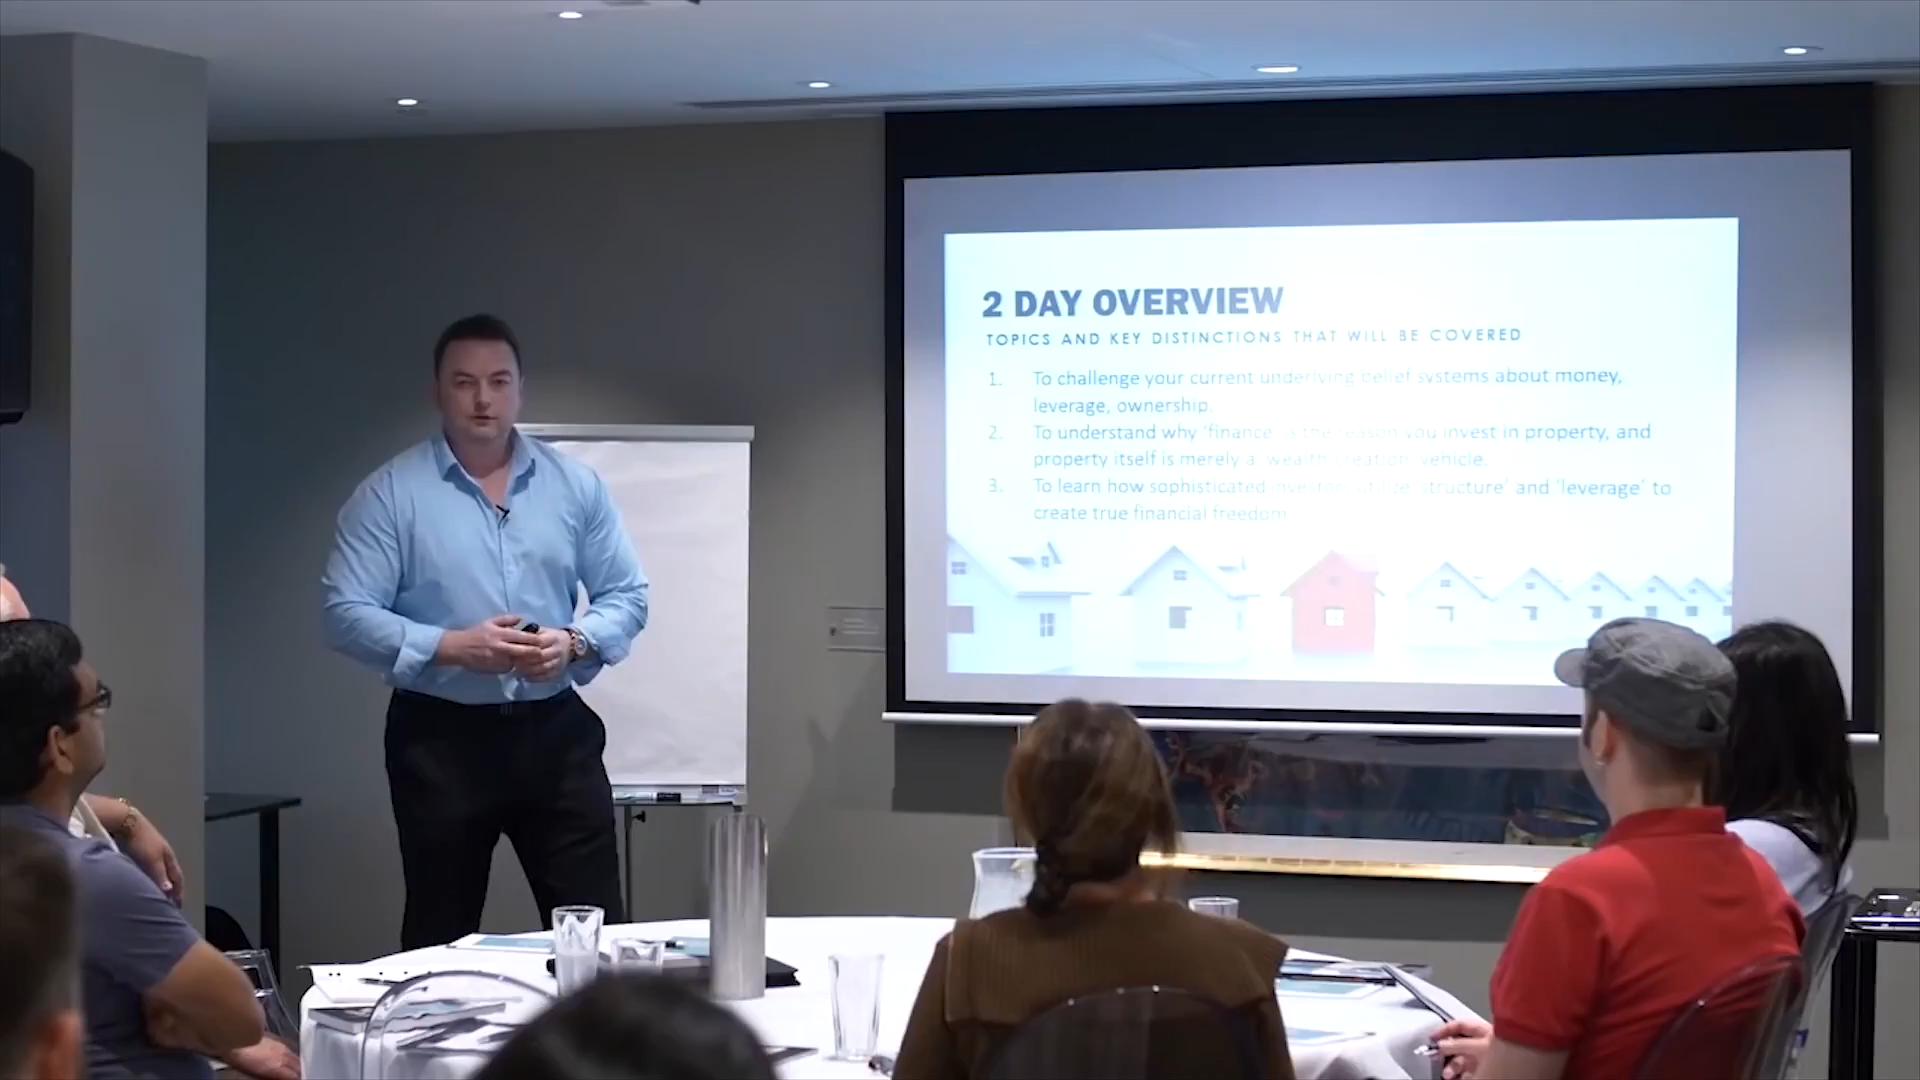 2 DAY OVERVIEW
TOPICS AND KEY DISTINCTIONS THAT WILL BE COVERED
1. To challenge your current underlying belief systems about money,
leverage, ownership.
2. To understand why 'finance' is the reason you invest in property, and
property itself is merely a 'wealth creation' vehicle.
3. To learn how sophisticated investors utilize 'structure' and 'leverage' to
create true financial freedom